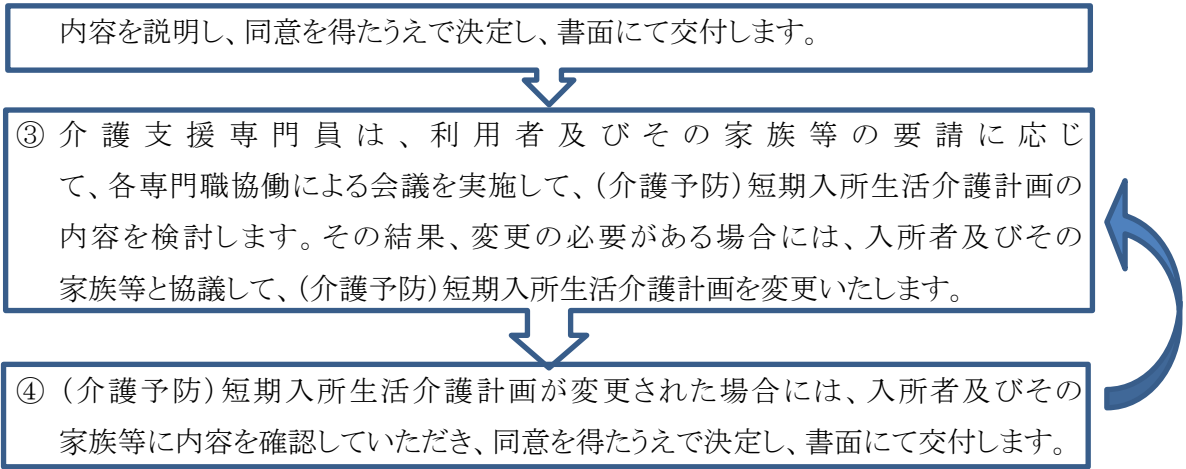 内容を説明し、同意を得たうえで決定し、書面にて交付します。
③ 介護支援専門員は、利用者及びその家族等の要請に応じ
て、各専門職協働による会議を実施して、(介護予防)短期入所生活介護計画の
内容を検討します。その結果、変更の必要がある場合には、入所者及びその
家族等と協議して、(介護予防)短期入所生活介護計画を変更いたします。
④ (介護予防)短期入所生活介護計画が変更された場合には、入所者及びその
家族等に内容を確認していただき、同意を得たうえで決定し、書面にて交付します。